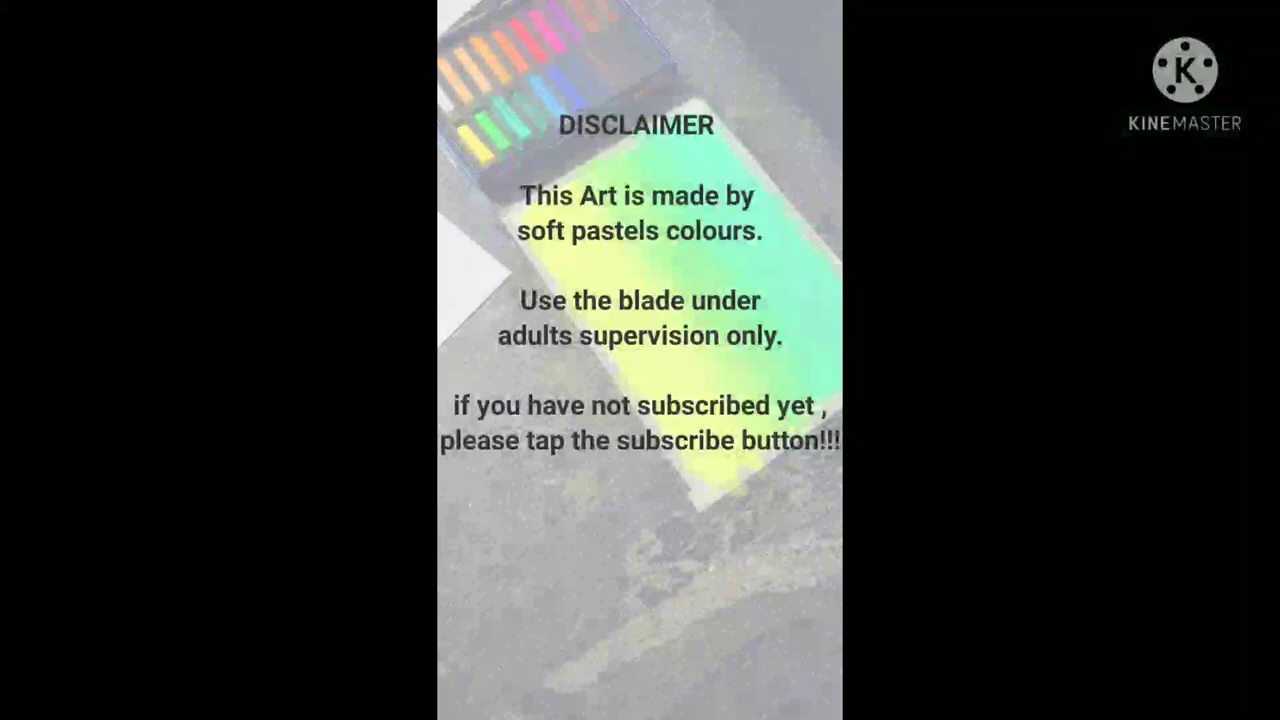 DISCLAIMER
This Art is made by
soft pastels colours.
Use the blade under
adults supervision only.
if you have not subscribed yet ,
please tap the subscribe button!!!
K
KINEMASTER